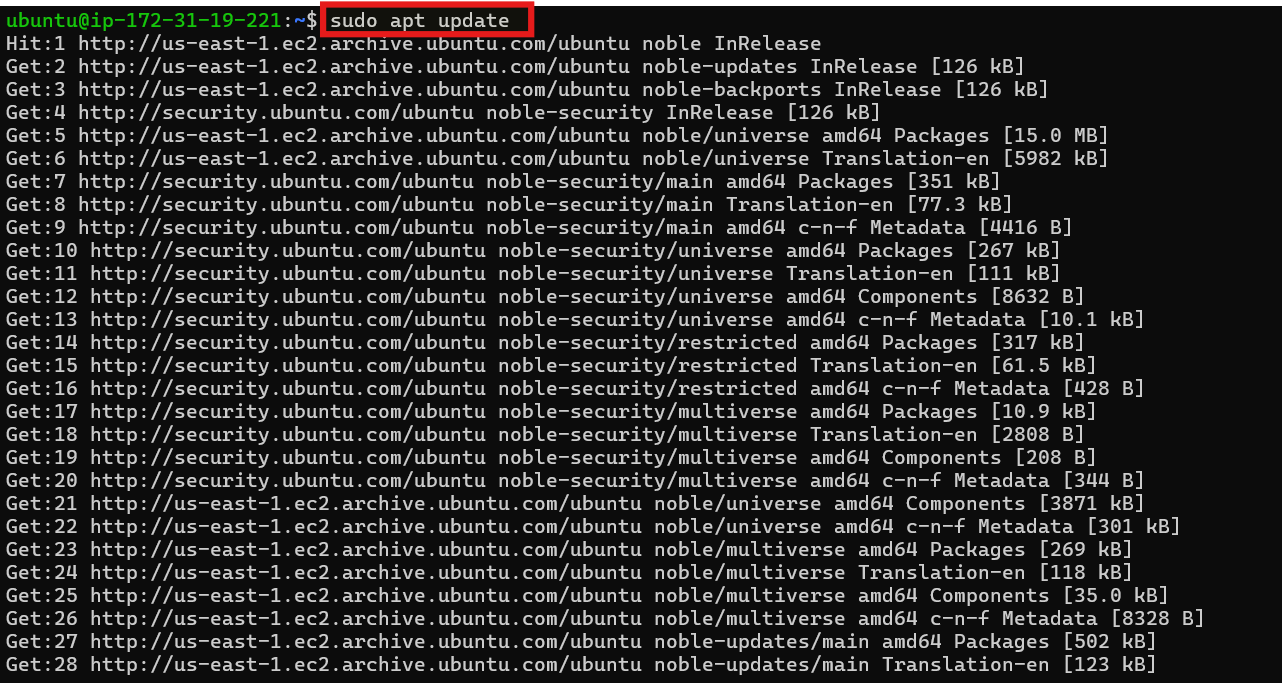 ubuntu@ip-172-31-19-221:~$ sudo apt update
Hit:1 http://us-east-1.ec2.archive.ubuntu.com/ubuntu noble InRelease
Get:2 http://us-east-1.ec2.archive.ubuntu.com/ubuntu noble-updates InRelease [126 kB]
Get:3 http://us-east-1.ec2.archive.ubuntu.com/ubuntu noble-backports InRelease [126 kB]
Get:4 http://security.ubuntu.com/ubuntu noble-security InRelease [126 kB]
Get:5 http://us-east-1.ec2.archive.ubuntu.com/ubuntu noble/universe amd64 Packages [15.0 MB]
Get:6 http://us-east-1.ec2.archive.ubuntu.com/ubuntu noble/universe Translation-en [5982 kB]
Get:7 http://security.ubuntu.com/ubuntu noble-security/main amd64 Packages [351 kB]
Get:8 http://security.ubuntu.com/ubuntu noble-security/main Translation-en [77.3 kB]
Get:9 http://security.ubuntu.com/ubuntu noble-security/main amd64 c-n-f Metadata [4416 B]
Get:10 http://security.ubuntu.com/ubuntu noble-security/universe amd64 Packages [267 kB]
Get:11 http://security.ubuntu.com/ubuntu noble-security/universe Translation-en [111 kB]
Get:12 http://security.ubuntu.com/ubuntu noble-security/universe amd64 Components [8632 B]
Get:13 http://security.ubuntu.com/ubuntu noble-security/universe amd64 c-n-f Metadata [10.1 kB]
Get:14 http://security.ubuntu.com/ubuntu noble-security/restricted amd64 Packages [317 kB]
Get:15 http://security.ubuntu.com/ubuntu noble-security/restricted Translation-en [61.5 kB]
Get:16 http://security.ubuntu.com/ubuntu noble-security/restricted amd64 c-n-f Metadata [428 B]
Get:17 http://security.ubuntu.com/ubuntu noble-security/multiverse amd64 Packages [10.9 kB]
Get:18 http://security.ubuntu.com/ubuntu noble-security/multiverse Translation-en [2808 B]
Get:19 http://security.ubuntu.com/ubuntu noble-security/multiverse amd64 Components [208 B]
Get:20 http://security.ubuntu.com/ubuntu noble-security/multiverse amd64 c-n-f Metadata [344 B]
Get:21 http://us-east-1.ec2.archive.ubuntu.com/ubuntu noble/universe amd64 Components [3871 kB]
Get:22 http://us-east-1.ec2.archive.ubuntu.com/ubuntu noble/universe amd64 c-n-f Metadata [301 kB]
Get:23 http://us-east-1.ec2.archive.ubuntu.com/ubuntu noble/multiverse amd64 Packages [269 kB]
Get:24 http://us-east-1.ec2.archive.ubuntu.com/ubuntu noble/multiverse Translation-en [118 kB]
Get:25 http://us-east-1.ec2.archive.ubuntu.com/ubuntu noble/multiverse amd64 Components [35.0 kB]
Get:26 http://us-east-1.ec2.archive.ubuntu.com/ubuntu noble/multiverse amd64 c-n-f Metadata [8328 B]
Get:27 http://us-east-1.ec2.archive.ubuntu.com/ubuntu noble-updates/main amd64 Packages [502 kB]
Get:28 http://us-east-1.ec2.archive.ubuntu.com/ubuntu noble-updates/main Translation-en [123 kB]